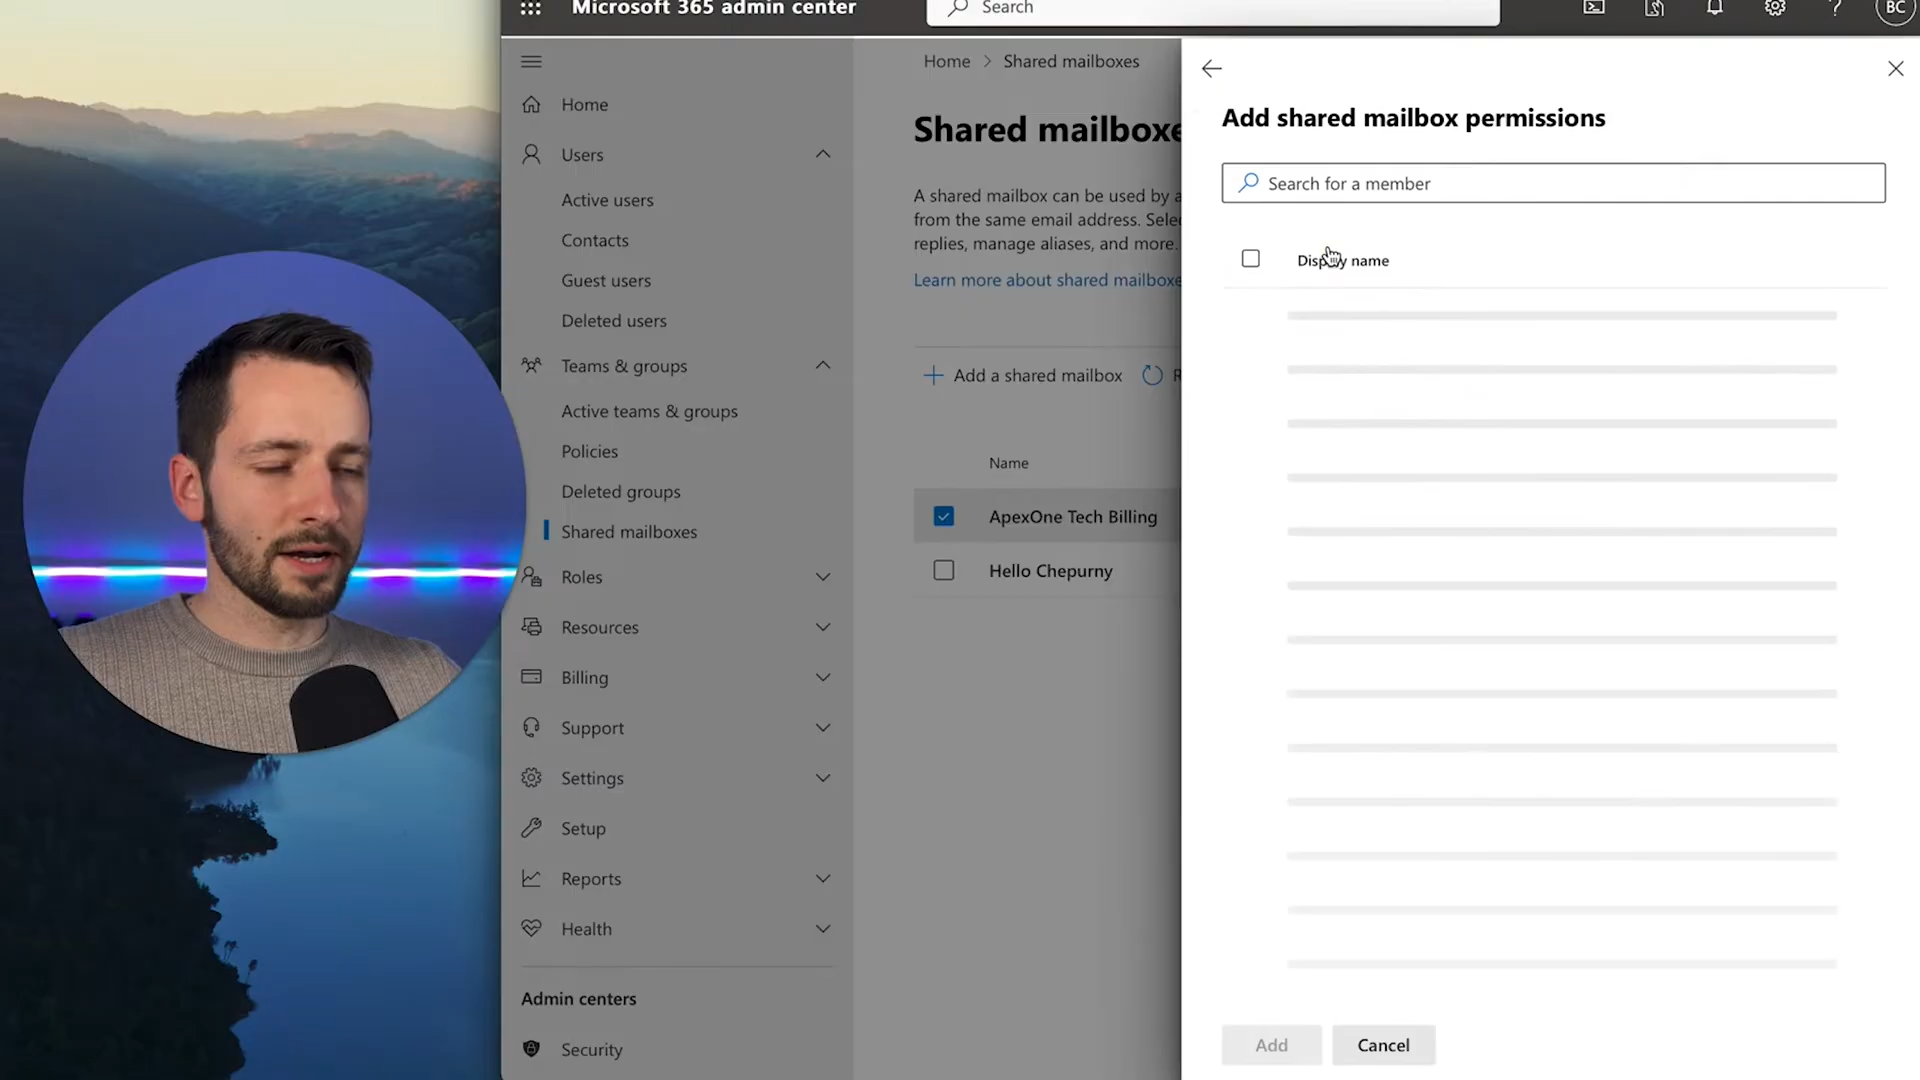 Microsoft 365 admin center
Search
BC
Home
Users
Active users
Contacts
Guest users
Deleted users
Teams & groups
Active teams & groups
Policies
Deleted groups
Shared mailboxes
Roles
Resources
Billing
Support
Settings
Setup
Reports
Health
Admin centers
Security
Home > Shared mailboxes
Shared mailboxe
A shared mailbox can be used by a
from the same email address. Sele
replies, manage aliases, and more.
Learn more about shared mailboxe
Add a shared mailbox
R
Name
ApexOne Tech Billing
Hello Chepurny
Add shared mailbox permissions
Search for a member
Display name
Add
Cancel